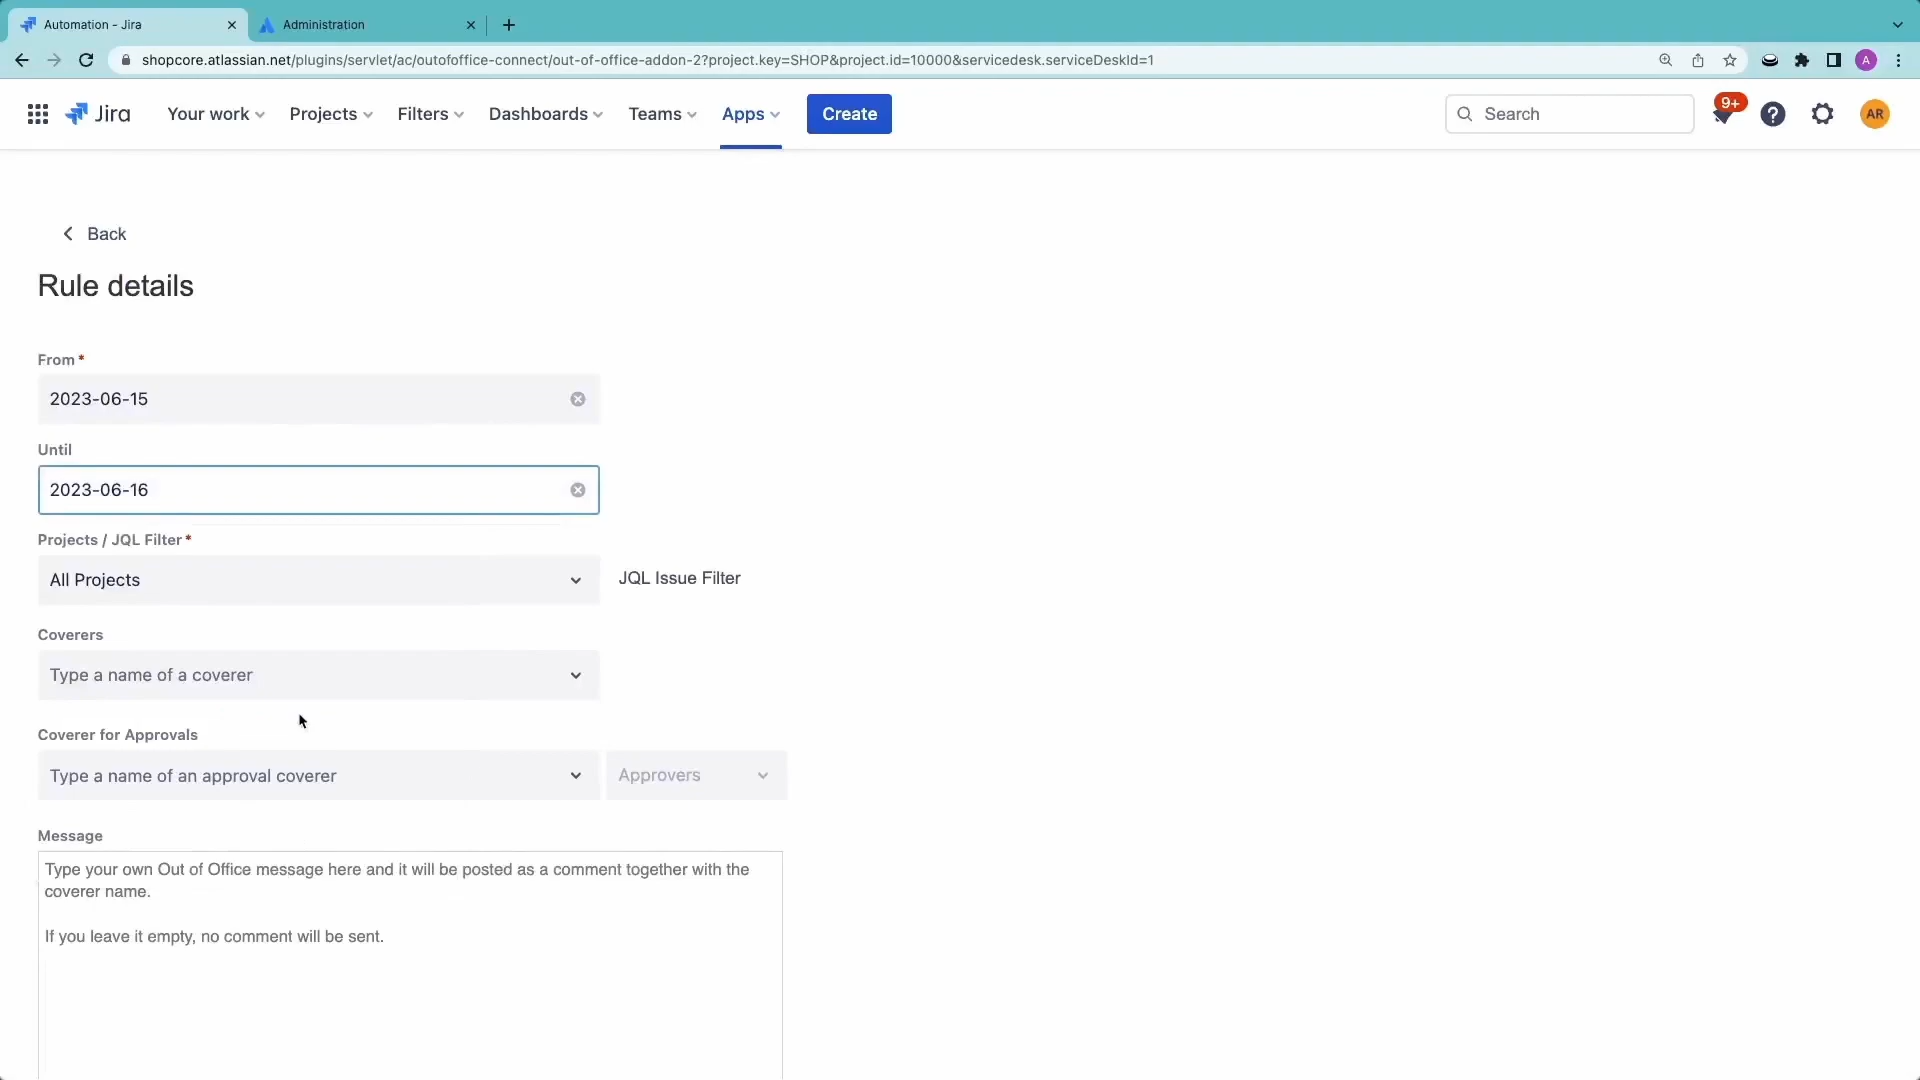 Automation - Jira
Administration
shopcore.atlassian.net/plugins/servlet/ac/outofoffice-connect/out-of-office-addon-2?project.key=SHOP&project.id=10000&servicedesk.serviceDeskId=1
A
Jira
Your work
Projects
Filters
Dashboards
Teams
Apps
Create
Search
9+
AR
Back
Rule details
From *
2023-06-15
Until
2023-06-16
Projects / JQL Filter *
All Projects
JQL Issue Filter
Coverers
Type a name of a coverer
Coverer for Approvals
Type a name of an approval coverer
Approvers
Message
Type your own Out of Office message here and it will be posted as a comment together with the
coverer name.
If you leave it empty, no comment will be sent.